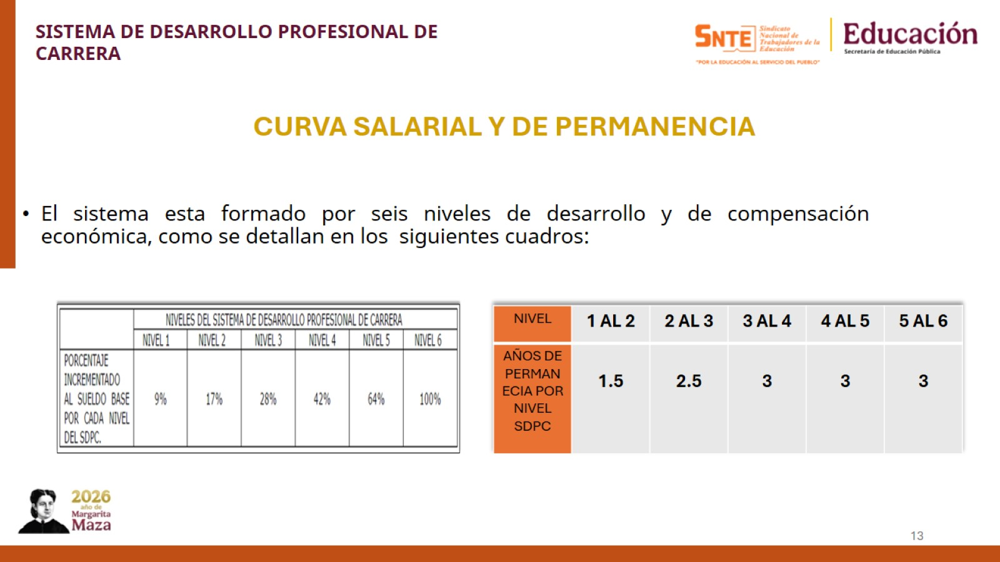 SISTEMA DE DESARROLLO PROFESIONAL DE
CARRERA
SNTE
Sindicato
Nacional de
Trabajadores de la
Educación
"POR LA EDUCACIÓN AL SERVICIO DEL PUEBLO"
Educación
Secretaría de Educación Pública
CURVA SALARIAL Y DE PERMANENCIA
• El sistema esta formado por seis niveles de desarrollo y de compensación
económica, como se detallan en los  siguientes cuadros:
NIVELES DEL SISTEMA DE DESARROLLO PROFESIONAL DE CARRERA
NIVEL 1 NIVEL 2 NIVEL 3 NIVEL 4 NIVEL 5 NIVEL 6
PORCENTAJE
INCREMENTADO
AL SUELDO BASE
POR CADA NIVEL
DEL SDPC.
9% 17% 28% 42% 64% 100%
NIVEL 1 AL 2 2 AL 3 3 AL 4 4 AL 5 5 AL 6
AÑOS DE
PERMAN
ECIA POR
NIVEL
SDPC
1.5 2.5 3 3 3
2026
año de
Margarita
Maza
13